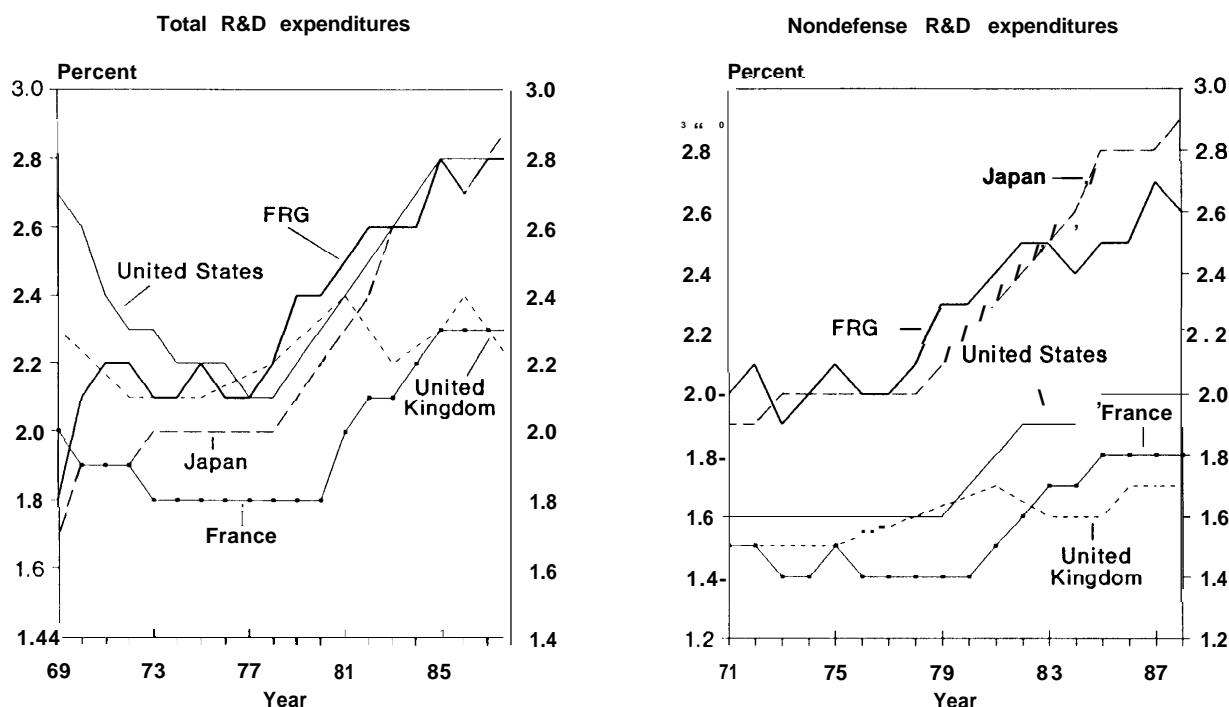 Total R&D expenditures
Percent
3.0
2.8
2.6
2.4
2.2
2.0
1.8
1.6
1.44
3.0
2.8
2.6
2.4
2.2
2.0
1.8
1.6
1.4
FRG
United States
United
Kingdom
Japan
France
69 73 77 81 85
Year
Nondefense R&D expenditures
Percent
3 “ 0
2.8
2.6
2.4
2.2
2.0-
1.8-
1.6
1.4-
1.2
3.0
2.8
2.6
2.4
2.2
2.0
1.8
1.6
1.4
1.2
Japan
FRG
United States
’France
United
Kingdom
71 75 79 83 87
Year